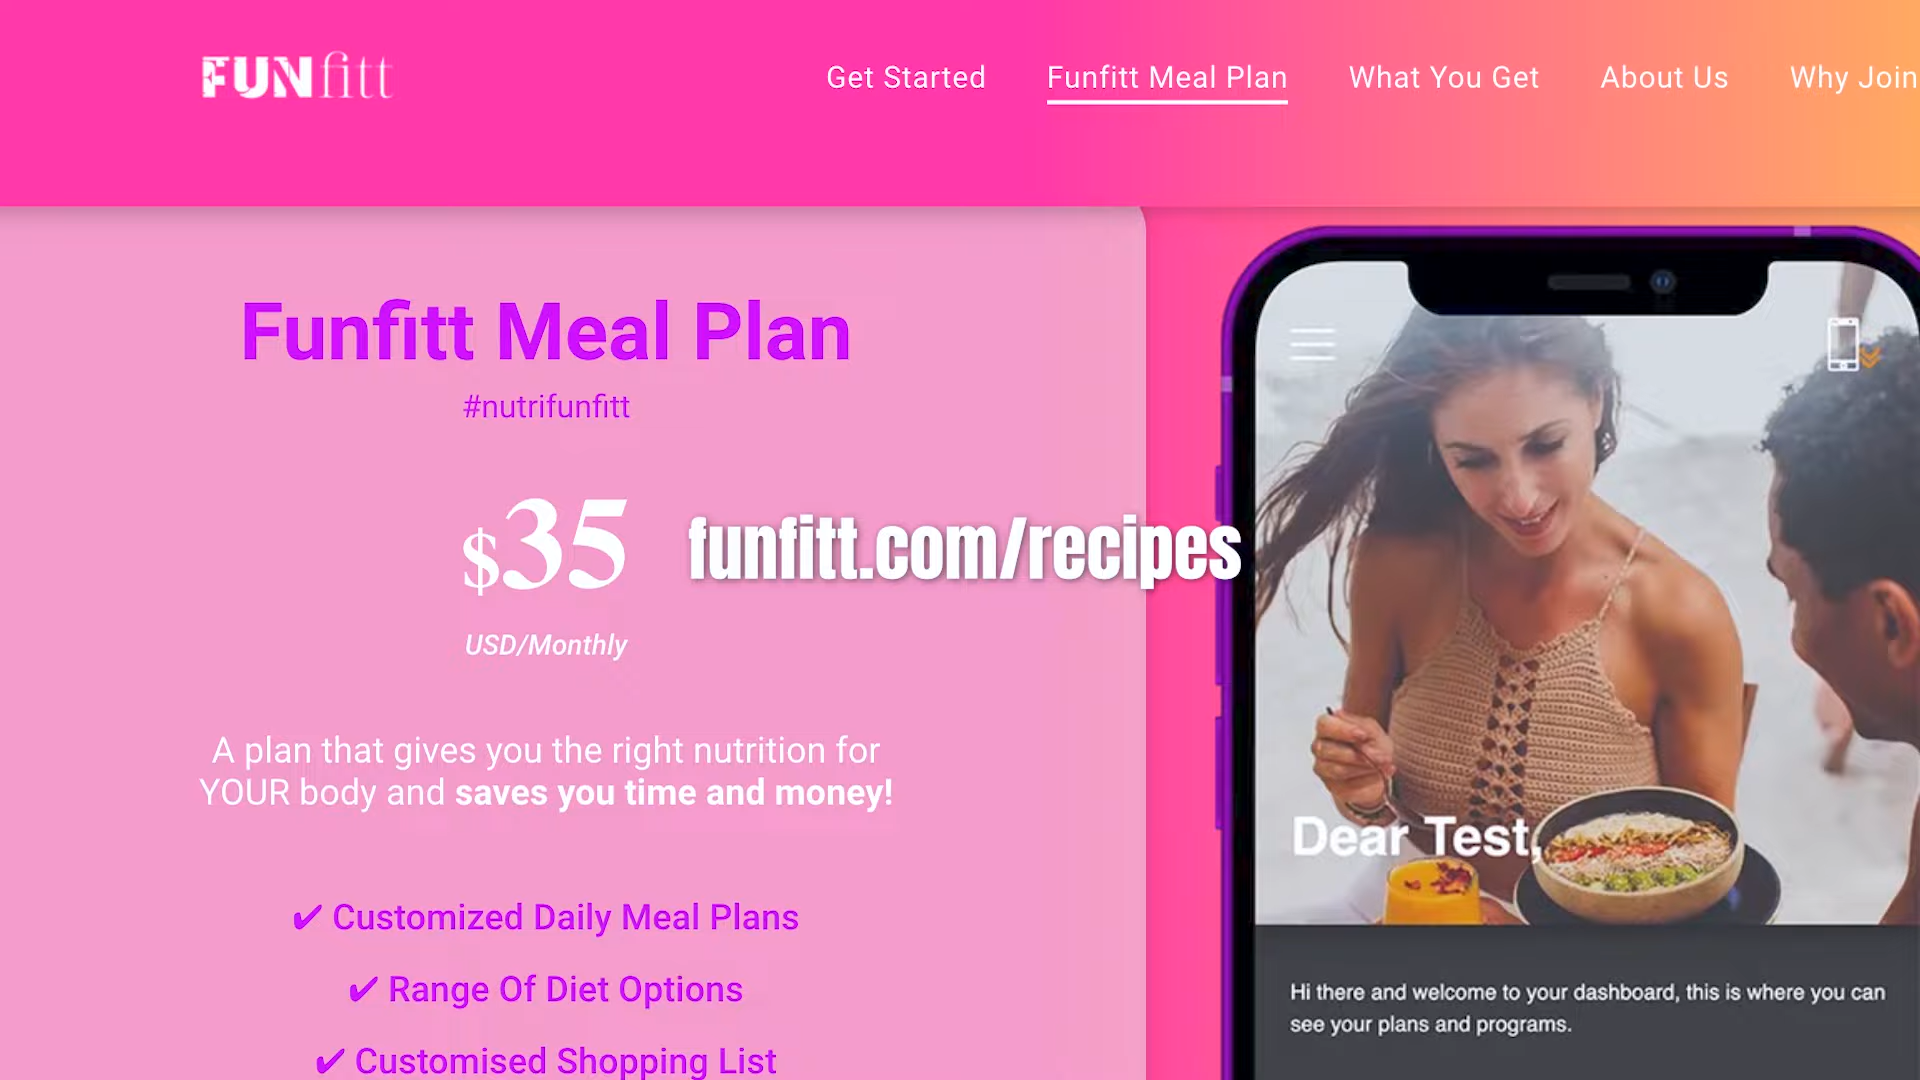 FUNfitt
Get Started Funfitt Meal Plan What You Get About Us Why Join
Funfitt Meal Plan
#nutrifunfitt
$35
USD/Monthly
funfitt.com/recipes
A plan that gives you the right nutrition for
YOUR body and saves you time and money!
✔ Customized Daily Meal Plans
✔ Range Of Diet Options
✔ Customised Shopping List
Dear Test,
Hi there and welcome to your dashboard, this is where you can
see your plans and programs.